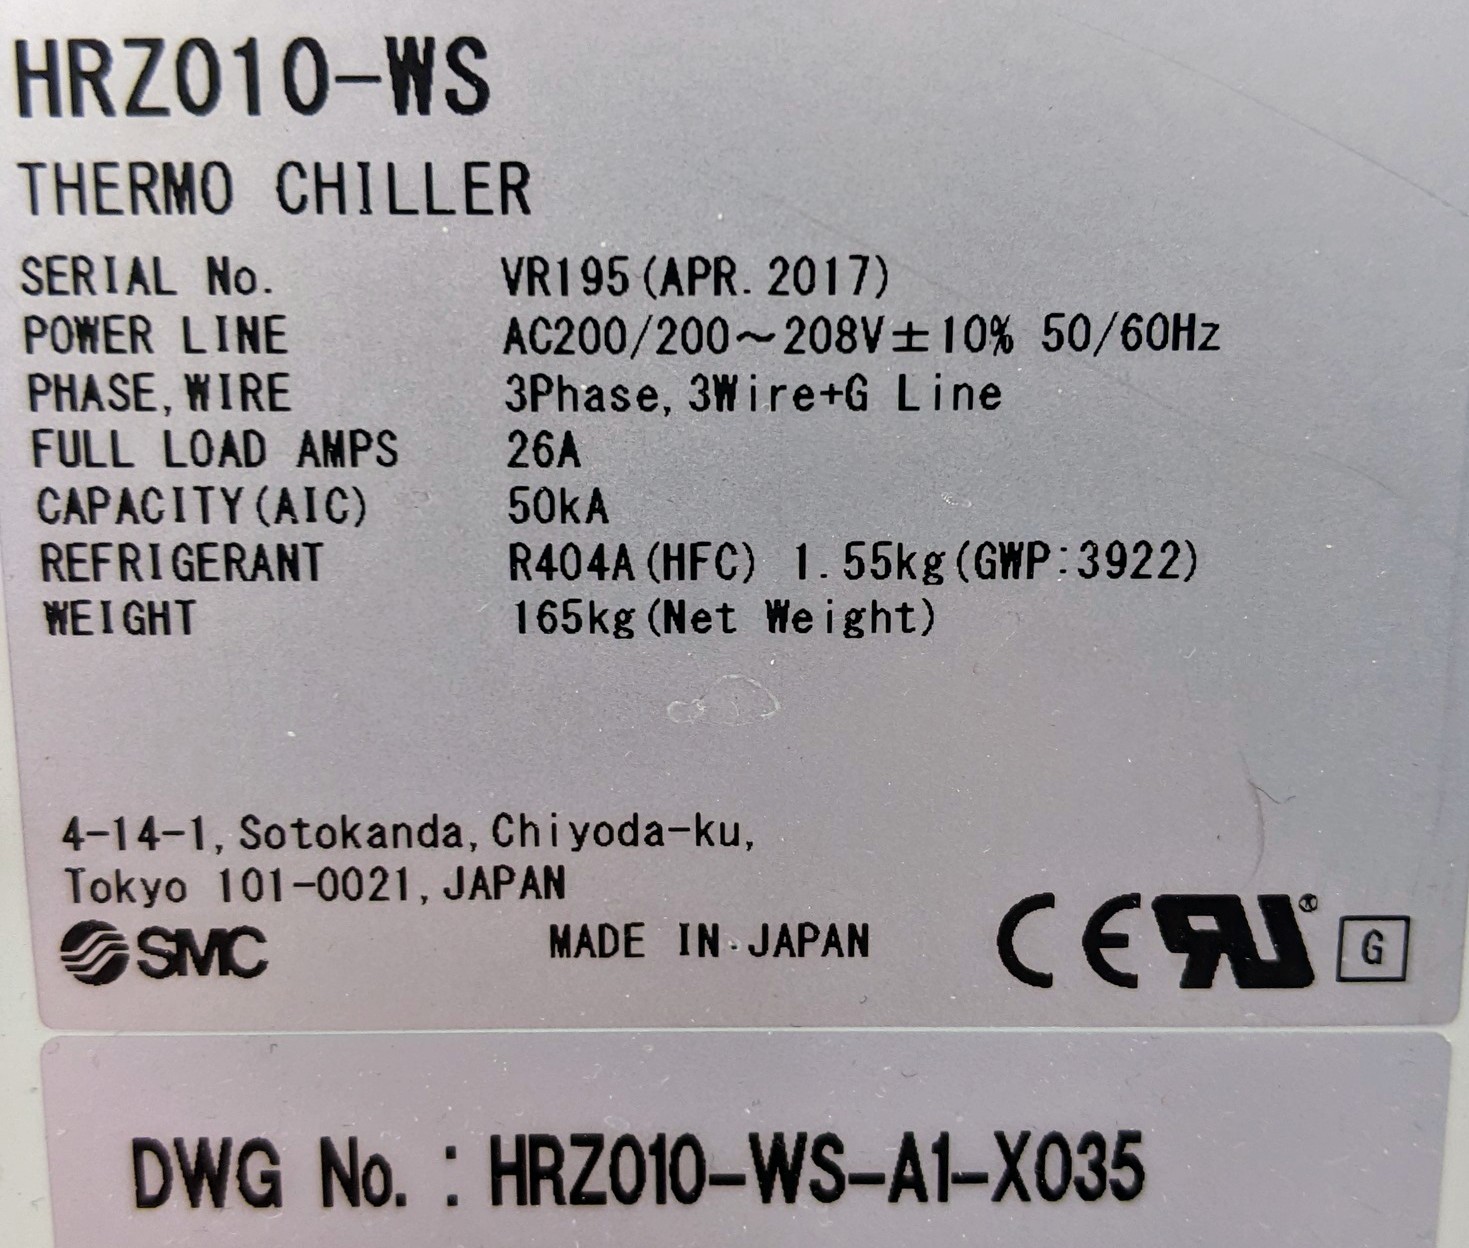 HRZ010-WS
THERMO CHILLER
SERIAL No. VR195(APR.2017)
POWER LINE AC200/200~208V±10% 50/60Hz
PHASE,WIRE 3Phase,3Wire+G Line
FULL LOAD AMPS 26A
CAPACITY(AIC) 50kA
REFRIGERANT R404A(HFC) 1.55kg(GWP:3922)
WEIGHT 165kg(Net Weight)
4-14-1,Sotokanda,Chiyoda-ku,
Tokyo 101-0021,JAPAN
SMC MADE IN JAPAN CE RU® G
DWG No. : HRZ010-WS-A1-X035